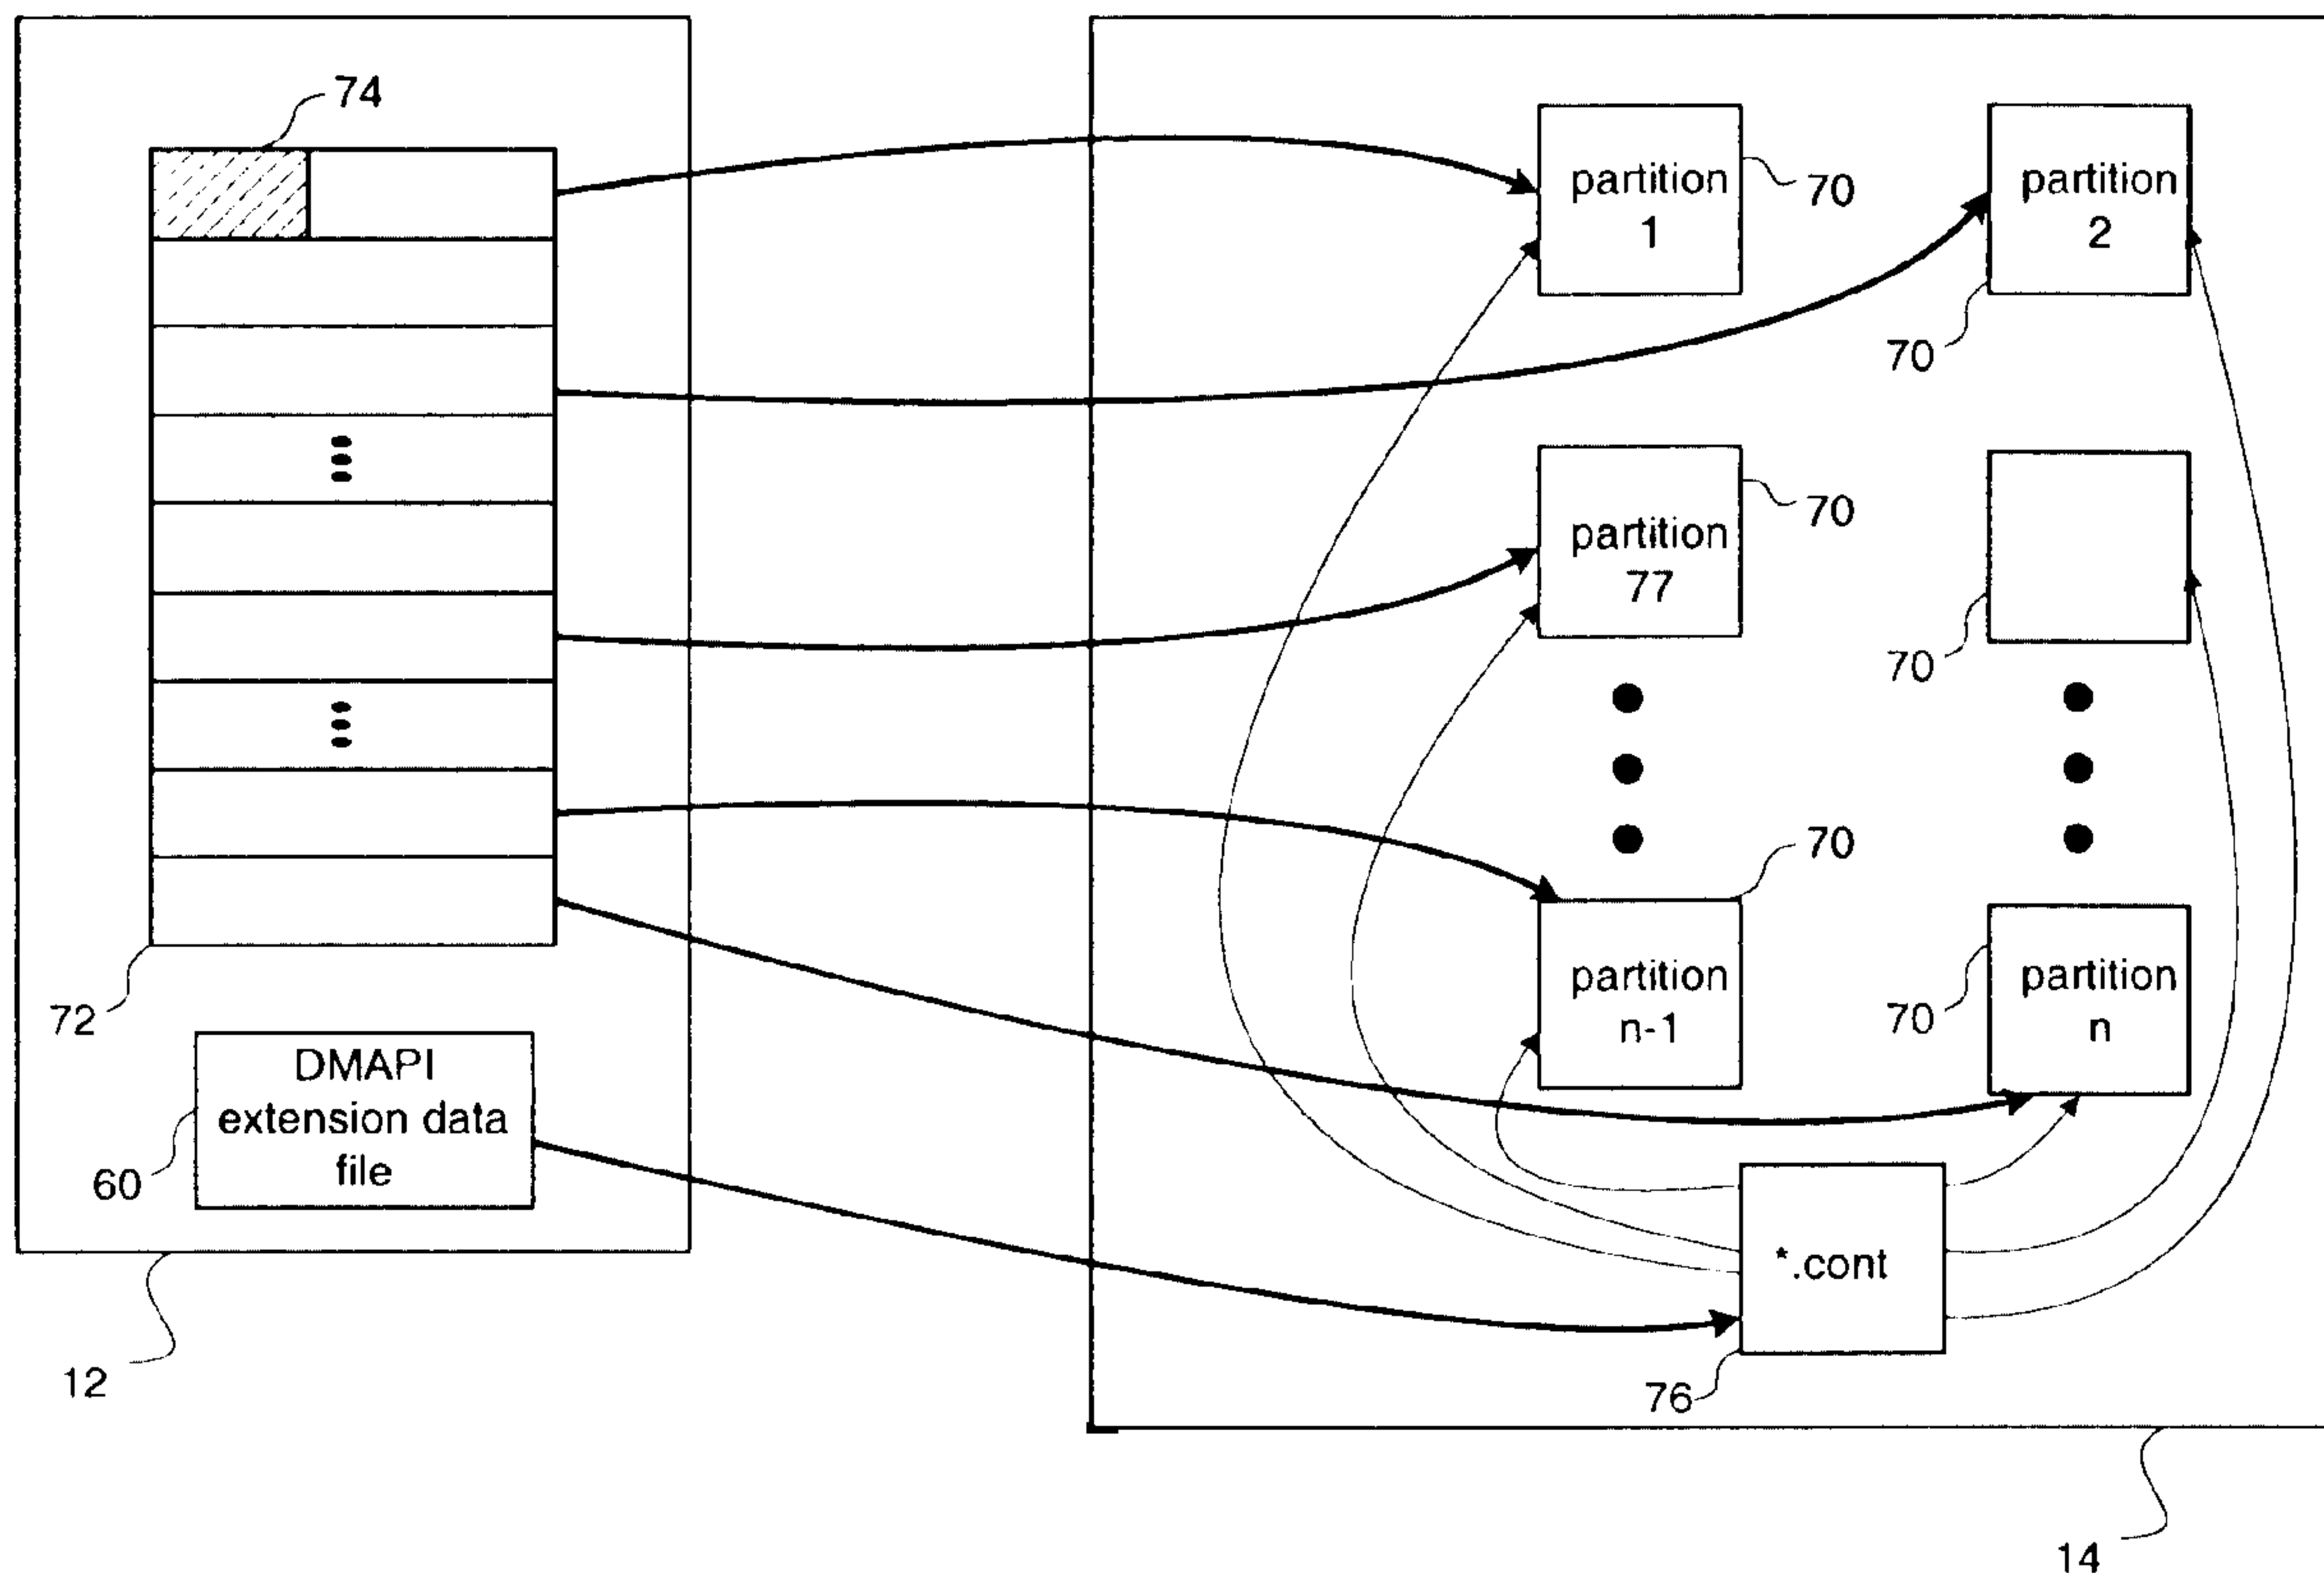 74
partition
1
70
partition
2
70
partition
77
70
70
70
partition
n-1
partition
n
70
72
DMAPI
extension data
file
60
*.cont
76
12
14